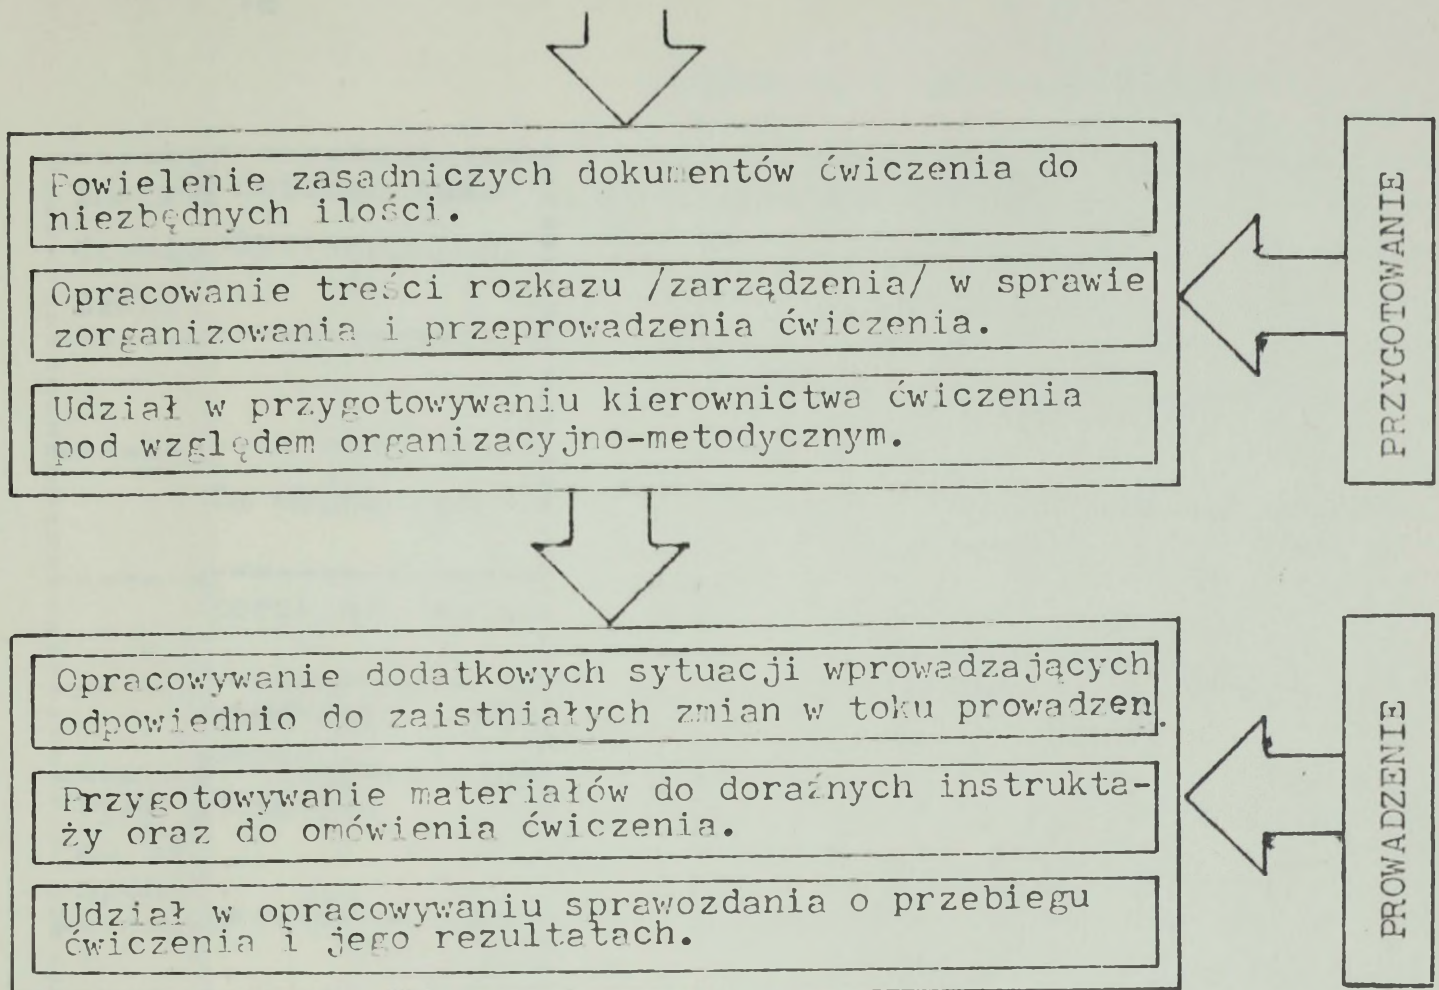 Powielenie zasadniczych dokumentów ćwiczenia do
niezbędnych ilości.
Opracowanie treści rozkazu /zarządzenia/ w sprawie
zorganizowania i przeprowadzenia ćwiczenia.
Udział w przygotowywaniu kierownictwa ćwiczenia
pod względem organizacyjno-metodycznym.
PRZYGOTOWANIE
Opracowywanie dodatkowych sytuacji wprowadzających
odpowiednio do zaistniałych zmian w toku prowadzen.
Przygotowywanie materiałów do doraźnych instrukta-
ży oraz do omówienia ćwiczenia.
Udział w opracowywaniu sprawozdania o przebiegu
ćwiczenia i jego rezultatach.
PROWADZENIE